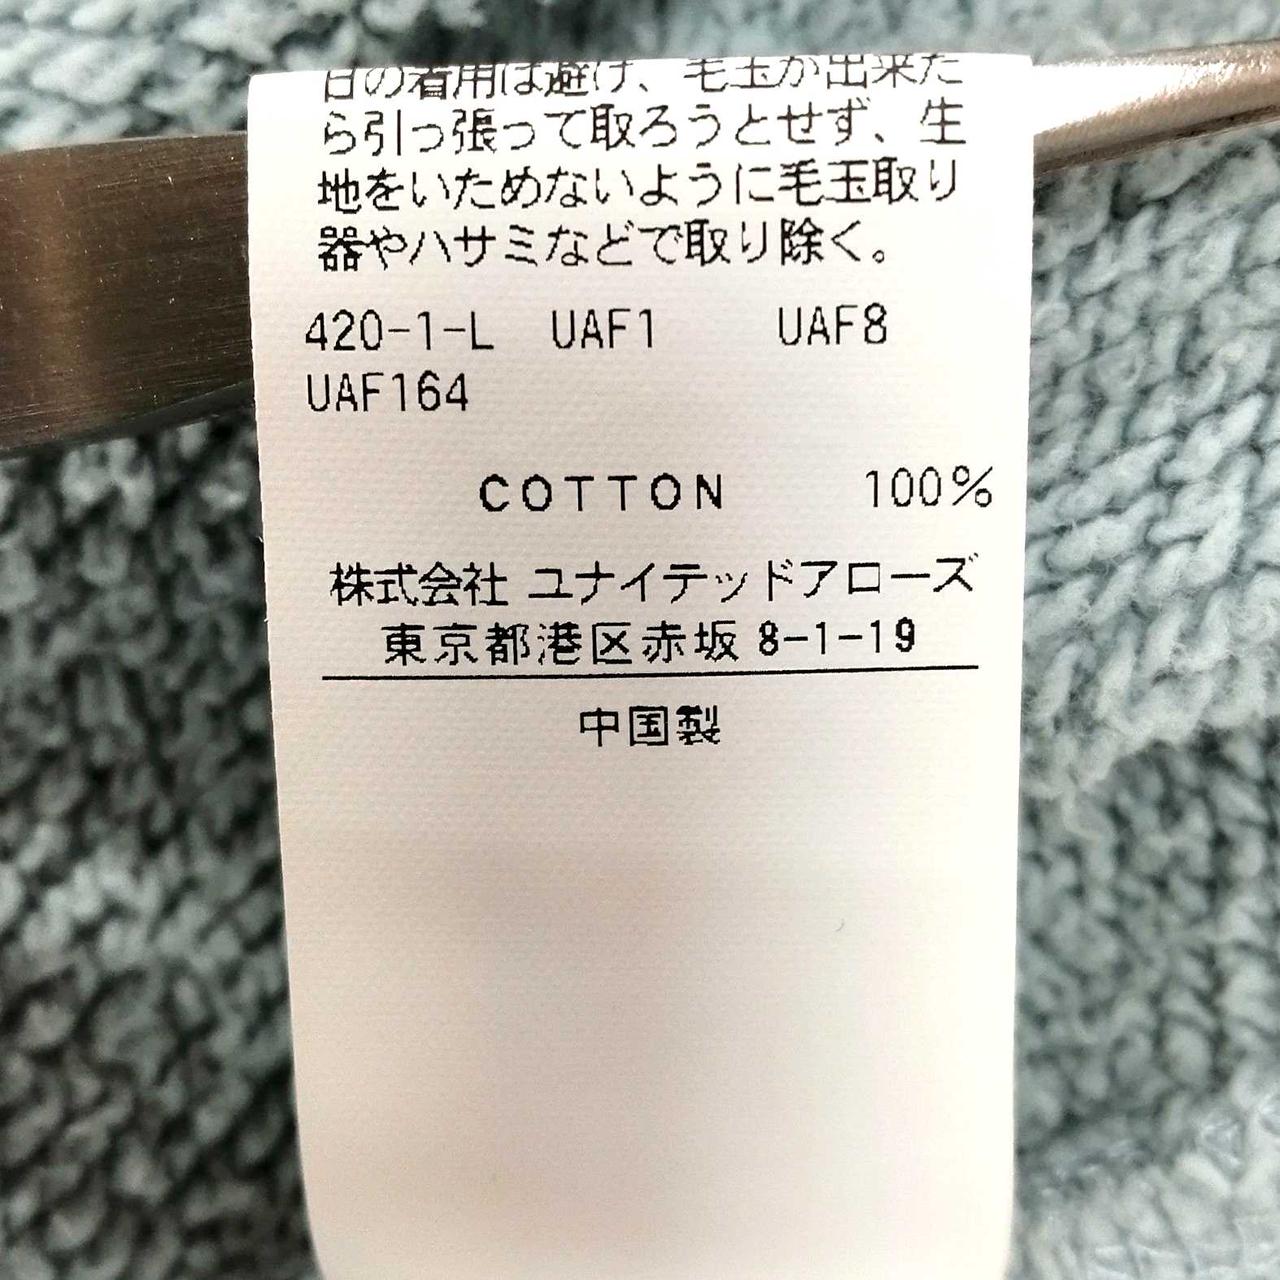 日の着用は避け、毛玉が出来た
ら引っ張って取ろうとせず、生
地をいためないように毛玉取り
器やハサミなどで取り除く。
420-1-L UAF1 UAF8
UAF164
COTTON 100%
株式会社 ユナイテッドアローズ
東京都港区赤坂 8-1-19
中国製